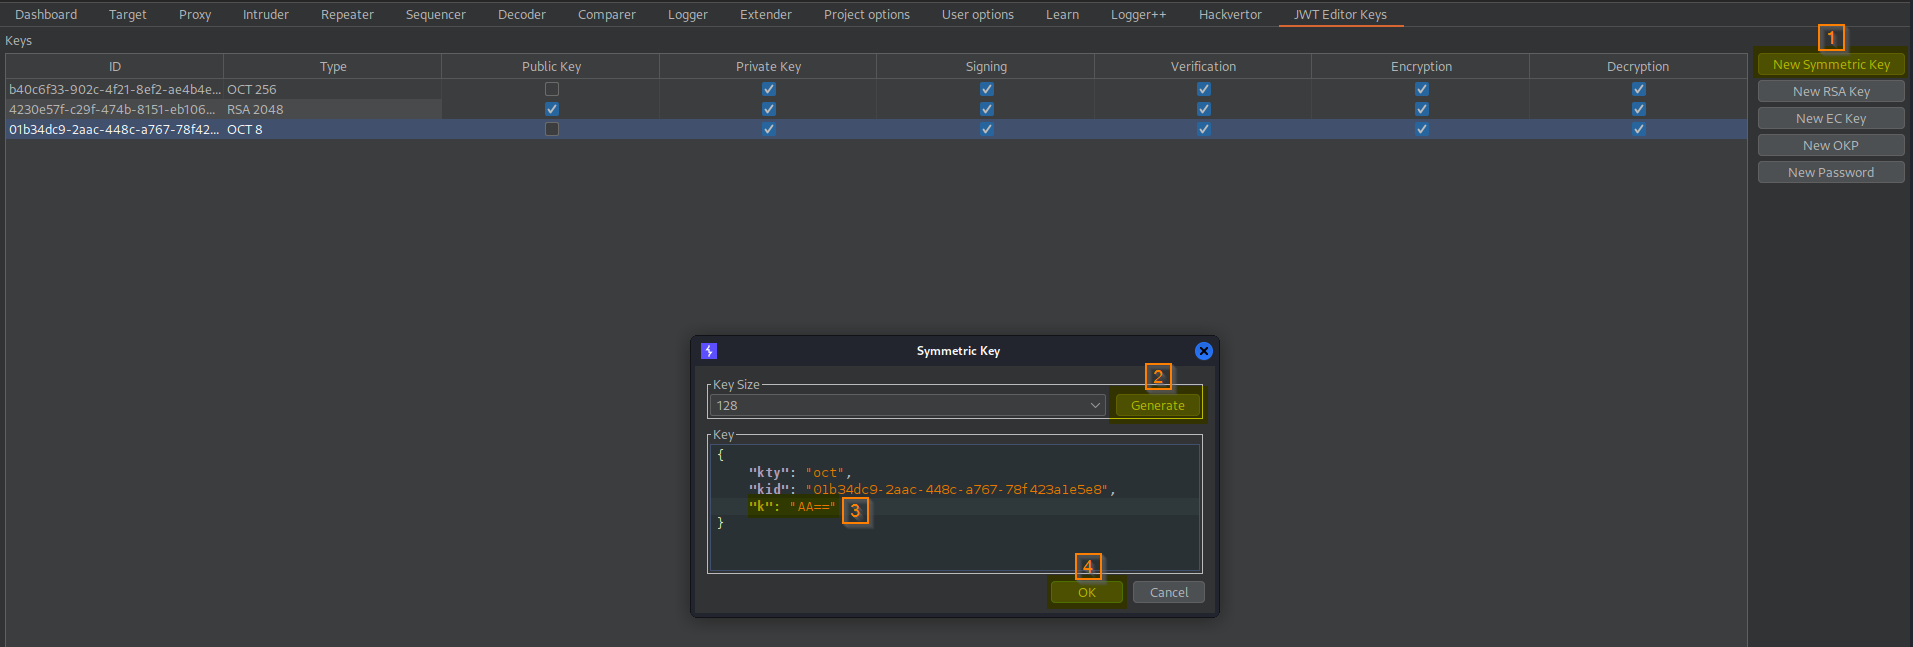 Dashboard Target Proxy Intruder Repeater Sequencer Decoder Comparer Logger Extender Project options User options Learn Logger++ Hackvertor JWT Editor Keys
Keys
1
ID Type Public Key Private Key Signing Verification Encryption Decryption
New Symmetric Key
b40c6f33-902c-4f21-8ef2-ae4b4e... OCT 256
New RSA Key
4230e57f-c29f-474b-8151-eb106... RSA 2048
New EC Key
01b34dc9-2aac-448c-a767-78f42... OCT 8
New OKP
New Password
Symmetric Key
Key Size
2
128
Generate
Key
{
"kty": "oct",
"kid": "01b34dc9-2aac-448c-a767-78f423a1e5e8",
"k": "AA=="
3
}
4
OK Cancel